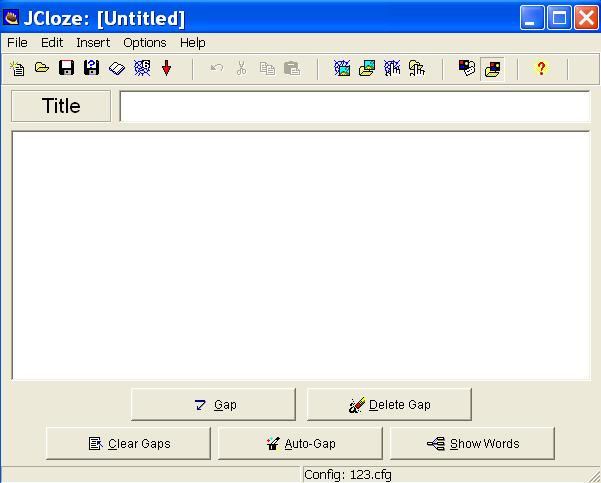 JCloze: [Untitled]
File Edit Insert Options Help
Title
Gap Delete Gap
Clear Gaps Auto-Gap Show Words
Config: 123.cfg